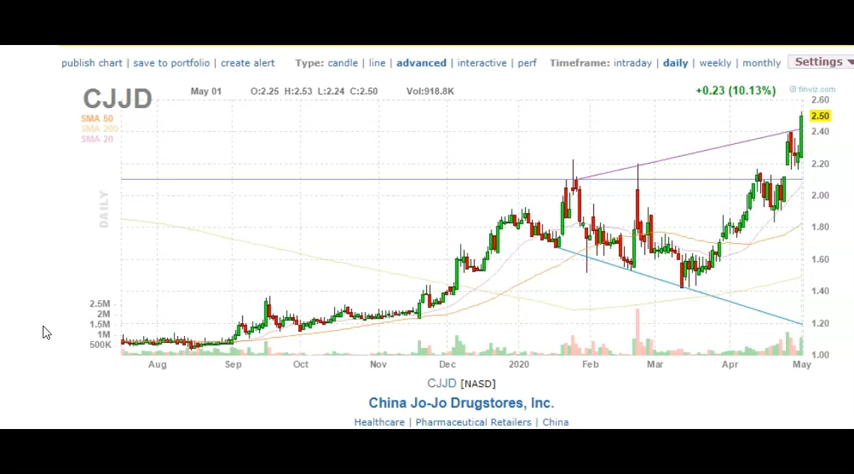 publish chart | save to portfolio | create alert Type: candle | line | advanced | interactive | perf Timeframe: intraday | daily | weekly | monthly Settings ▼
CJJD May 01 O:2.25 H:2.53 L:2.24 C:2.50 Vol:918.8K +0.23 (10.13%) © finviz.com
SMA 50
SMA 200
SMA 20
DAILY
2.60
2.50
2.40
2.20
2.00
1.80
1.60
1.40
1.20
1.00
2.5M
2M
1.5M
1M
500K
Aug Sep Oct Nov Dec 2020 Feb Mar Apr May
CJJD [NASD]
China Jo-Jo Drugstores, Inc.
Healthcare | Pharmaceutical Retailers | China